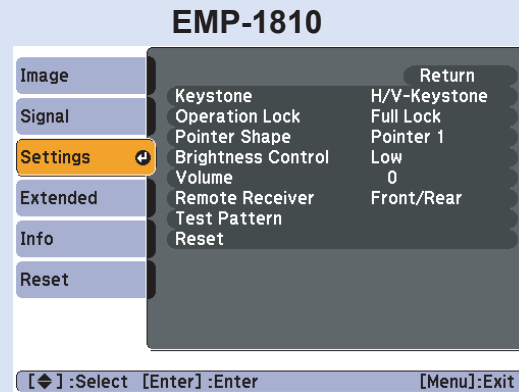 EMP-1810
Image
Signal
Settings
Extended
Info
Reset
Return
Keystone H/V-Keystone
Operation Lock Full Lock
Pointer Shape Pointer 1
Brightness Control Low
Volume 0
Remote Receiver Front/Rear
Test Pattern
Reset
[◆] :Select [Enter] :Enter [Menu]:Exit